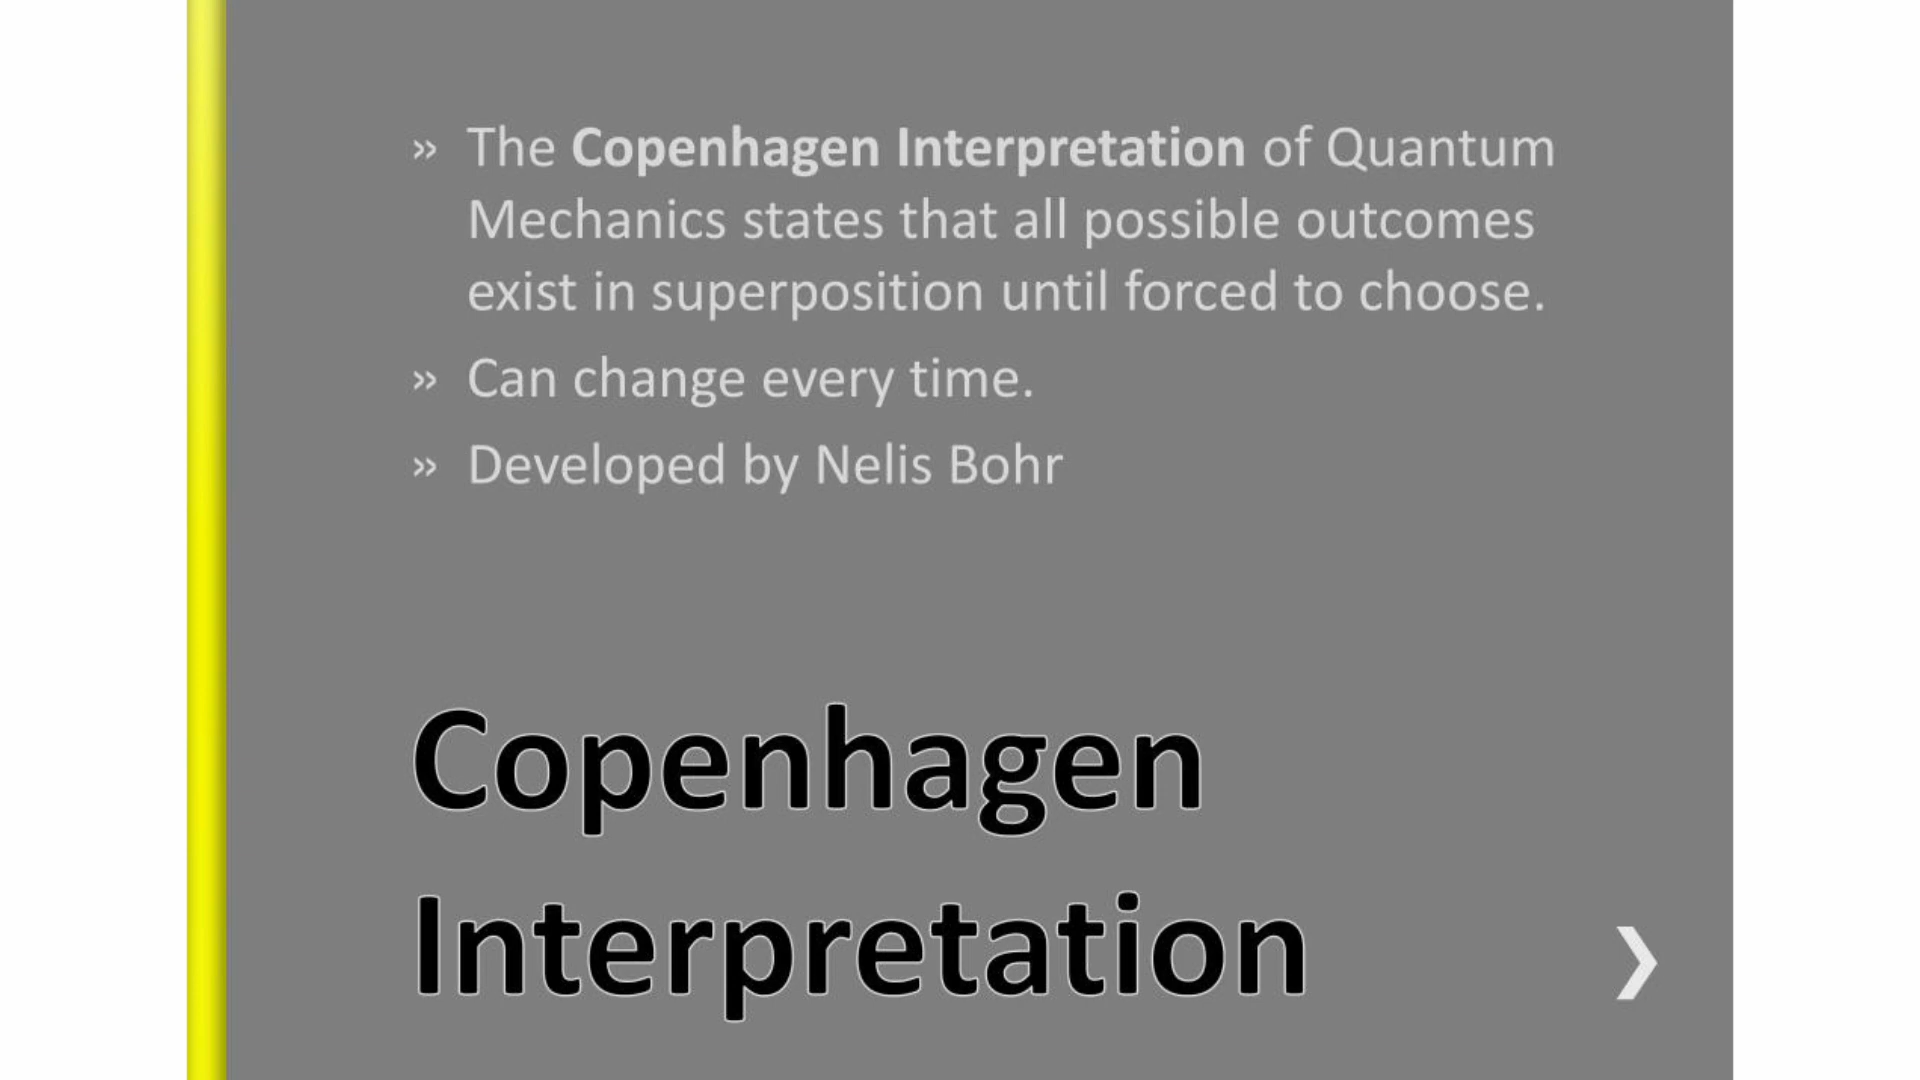 » The Copenhagen Interpretation of Quantum
Mechanics states that all possible outcomes
exist in superposition until forced to choose.
» Can change every time.
» Developed by Nelis Bohr
Copenhagen
Interpretation